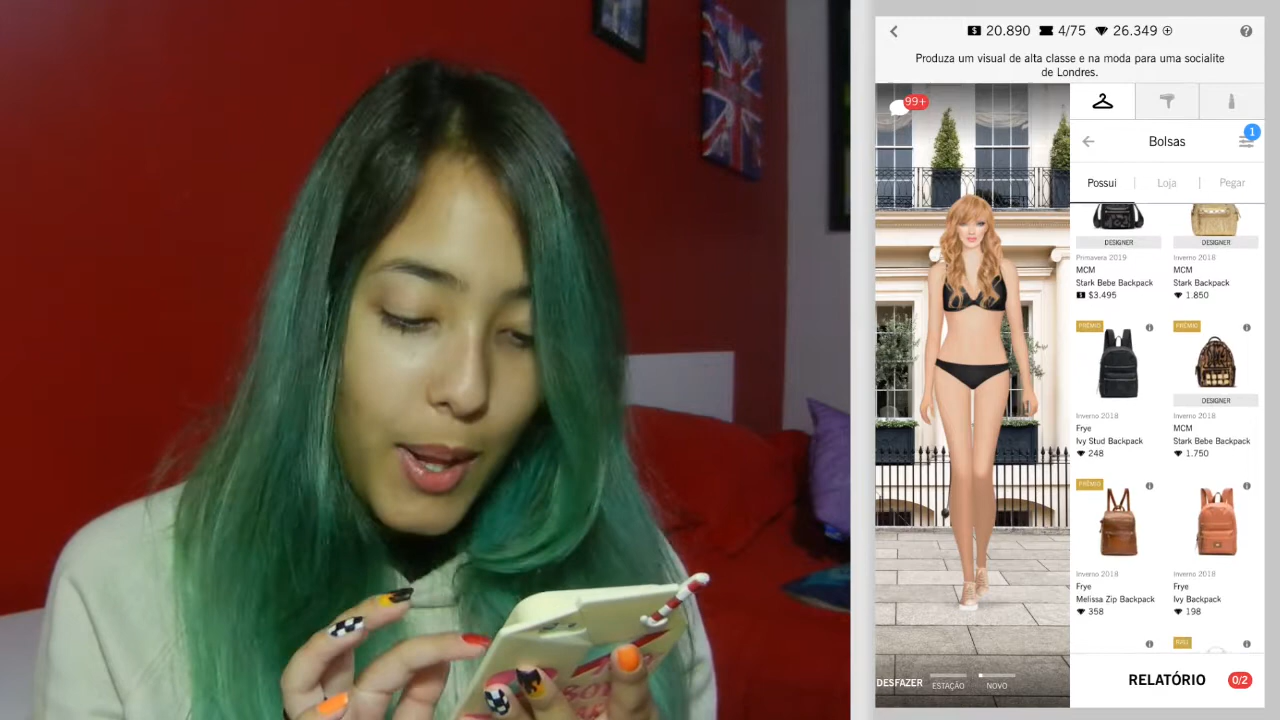 $ 20.890 4/75 26.349
?
Produza um visual de alta classe e na moda para uma socialite
de Londres.
99+
1
Bolsas
Possui | Loja | Pegar
DESIGNER DESIGNER
Primavera 2019 Inverno 2018
MCM MCM
Stark Bebe Backpack Stark Backpack
$ $3.495 1.850
PRÊMIO PRÊMIO
DESIGNER
Inverno 2018 Inverno 2018
Frye MCM
Ivy Stud Backpack Stark Bebe Backpack
248 1.750
PRÊMIO
Inverno 2018 Inverno 2018
Frye Frye
Melissa Zip Backpack Ivy Backpack
358 198
DESFAZER ESTAÇÃO NOVO
RELATÓRIO 0/2